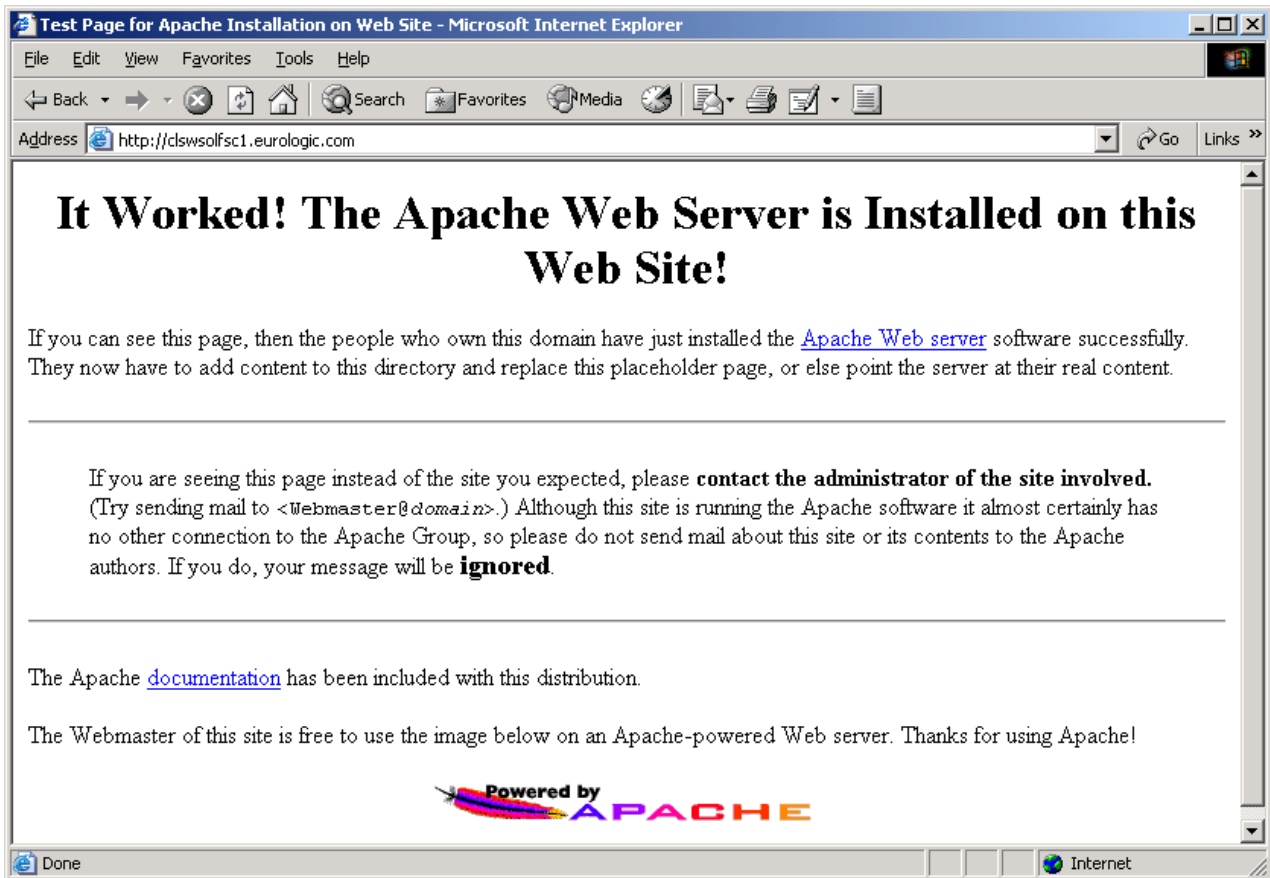 Test Page for Apache Installation on Web Site - Microsoft Internet Explorer
File Edit View Favorites Tools Help
Back Search Favorites Media
Address http://clswsolfsc1.eurologic.com Go Links »
It Worked! The Apache Web Server is Installed on this
Web Site!
If you can see this page, then the people who own this domain have just installed the Apache Web server software successfully.
They now have to add content to this directory and replace this placeholder page, or else point the server at their real content.
If you are seeing this page instead of the site you expected, please contact the administrator of the site involved.
(Try sending mail to <Webmaster@domain>.) Although this site is running the Apache software it almost certainly has
no other connection to the Apache Group, so please do not send mail about this site or its contents to the Apache
authors. If you do, your message will be ignored.
The Apache documentation has been included with this distribution.
The Webmaster of this site is free to use the image below on an Apache-powered Web server. Thanks for using Apache!
Powered by
APACHE
Done Internet